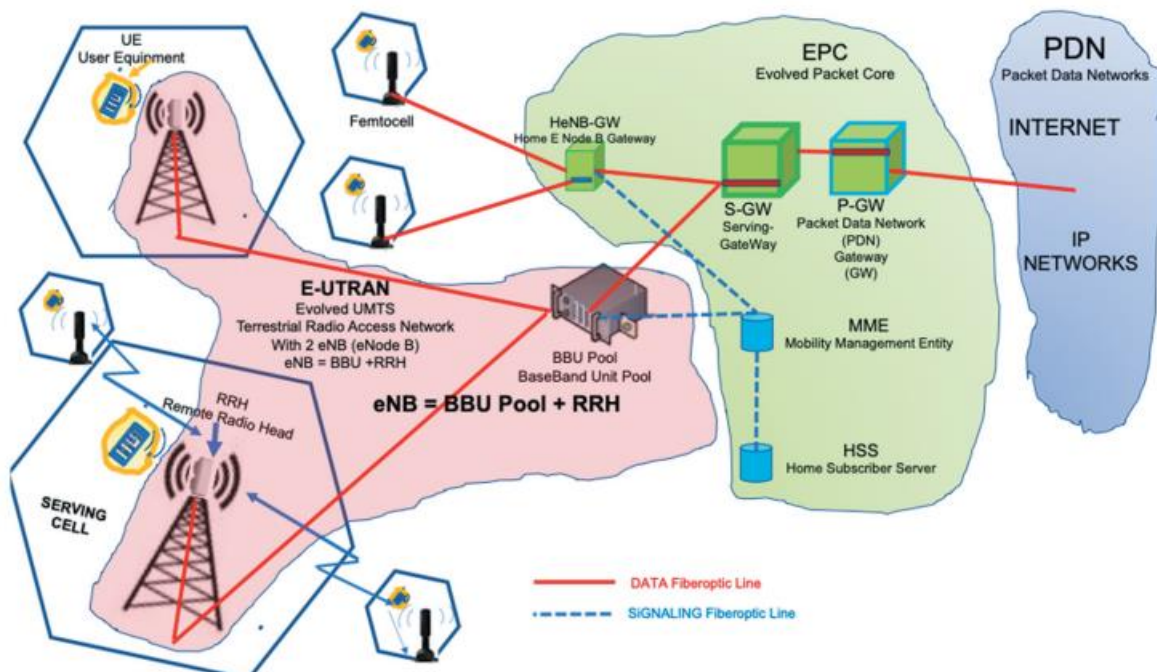 UE
User Equipment
Femtocell
EPC
Evolved Packet Core
PDN
Packet Data Networks
INTERNET
IP
NETWORKS
HeNB-GW
Home E Node B Gateway
S-GW
Serving-
GateWay
P-GW
Packet Data Network
(PDN)
Gateway
(GW)
E-UTRAN
Evolved UMTS
Terrestrial Radio Access Network
With 2 eNB (eNode B)
eNB = BBU +RRH
BBU Pool
BaseBand Unit Pool
eNB = BBU Pool + RRH
MME
Mobility Management Entity
HSS
Home Subscriber Server
RRH
Remote Radio Head
SERVING
CELL
DATA Fiberoptic Line
SiGNALING Fiberoptic Line